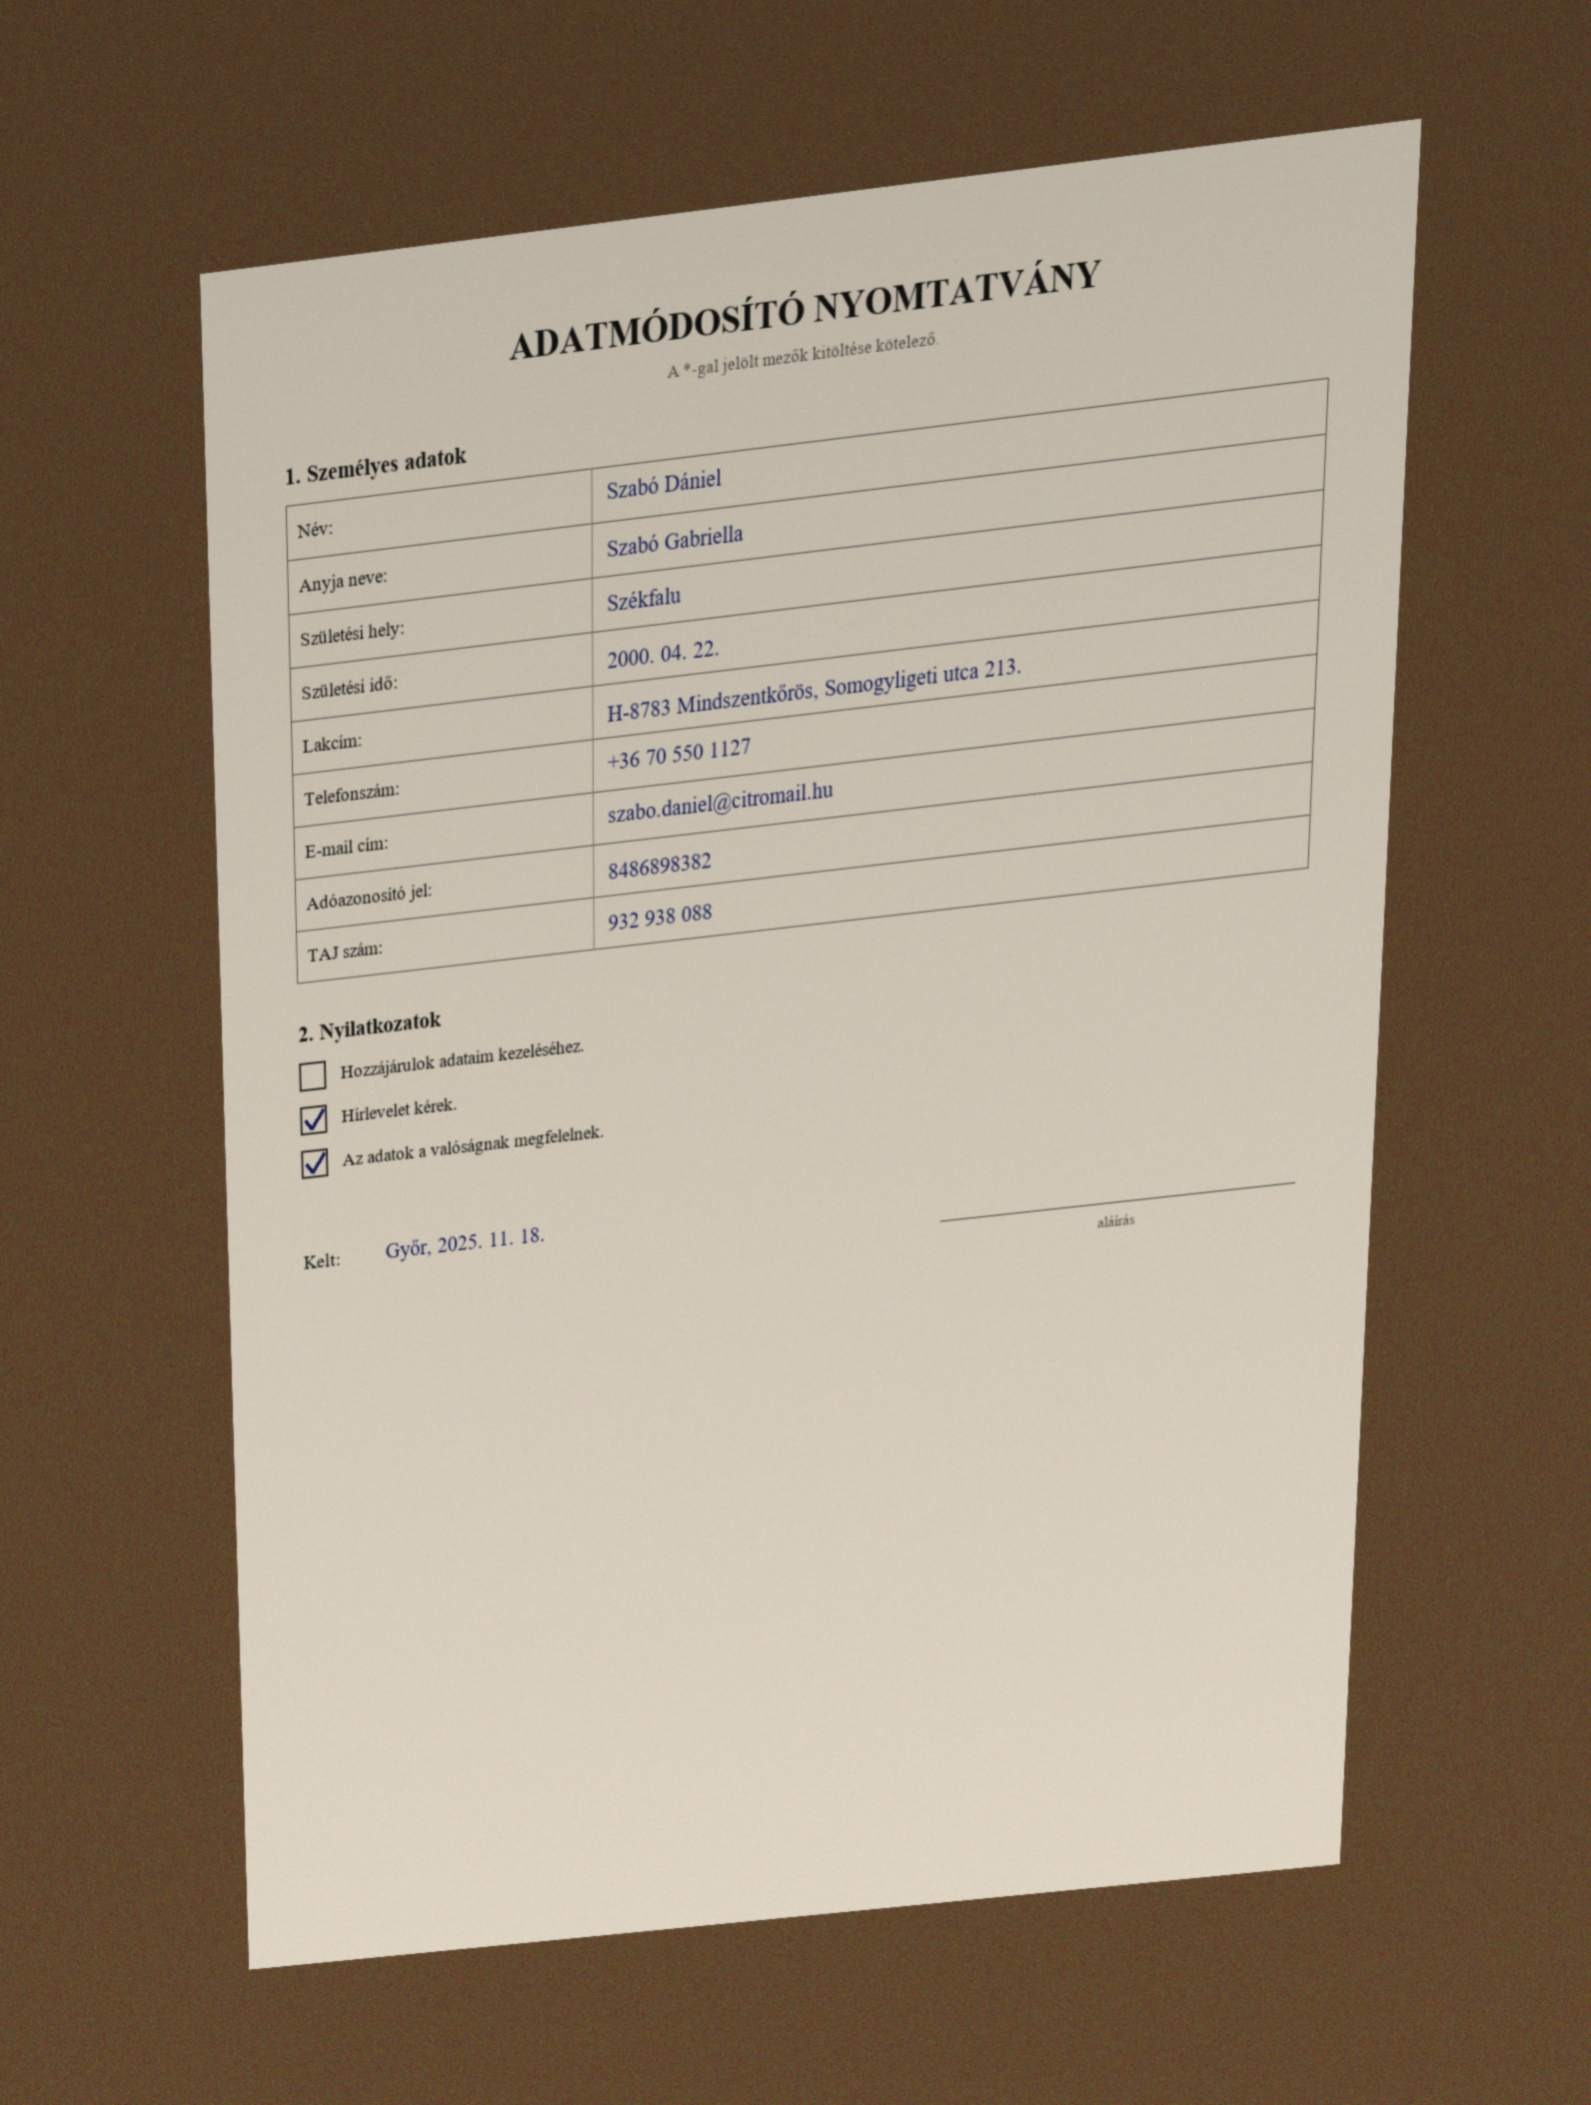 ADATMÓDOSÍTÓ NYOMTATVÁNY
A *-gal jelölt mezők kitöltése kötelező.
1. Személyes adatok
Név: Szabó Dániel
Anyja neve: Szabó Gabriella
Születési hely: Székfalu
Születési idő: 2000. 04. 22.
Lakcím: H-8783 Mindszentkőrös, Somogyligeti utca 213.
Telefonszám: +36 70 550 1127
E-mail cím: szabo.daniel@citromail.hu
Adóazonosító jel: 8486898382
TAJ szám: 932 938 088
2. Nyilatkozatok
Hozzájárulok adataim kezeléséhez.
Hírlevelet kérek.
Az adatok a valóságnak megfelelnek.
Kelt: Győr, 2025. 11. 18.
aláírás